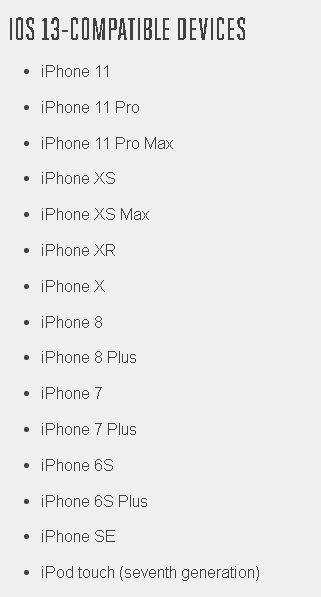 IOS 13-COMPATIBLE DEVICES
• iPhone 11
• iPhone 11 Pro
• iPhone 11 Pro Max
• iPhone XS
• iPhone XS Max
• iPhone XR
• iPhone X
• iPhone 8
• iPhone 8 Plus
• iPhone 7
• iPhone 7 Plus
• iPhone 6S
• iPhone 6S Plus
• iPhone SE
• iPod touch (seventh generation)